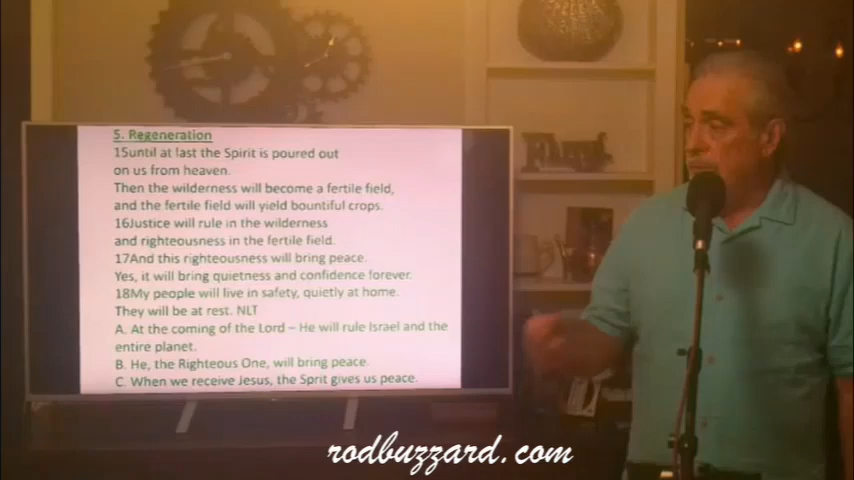 5. Regeneration
15until at last the Spirit is poured out
on us from heaven.
Then the wilderness will become a fertile field,
and the fertile field will yield bountiful crops.
16Justice will rule in the wilderness
and righteousness in the fertile field.
17And this righteousness will bring peace.
Yes, it will bring quietness and confidence forever.
18My people will live in safety, quietly at home.
They will be at rest. NLT
A. At the coming of the Lord – He will rule Israel and the
entire planet.
B. He, the Righteous One, will bring peace.
C. When we receive Jesus, the Sprit gives us peace.
rodbuzzard.com